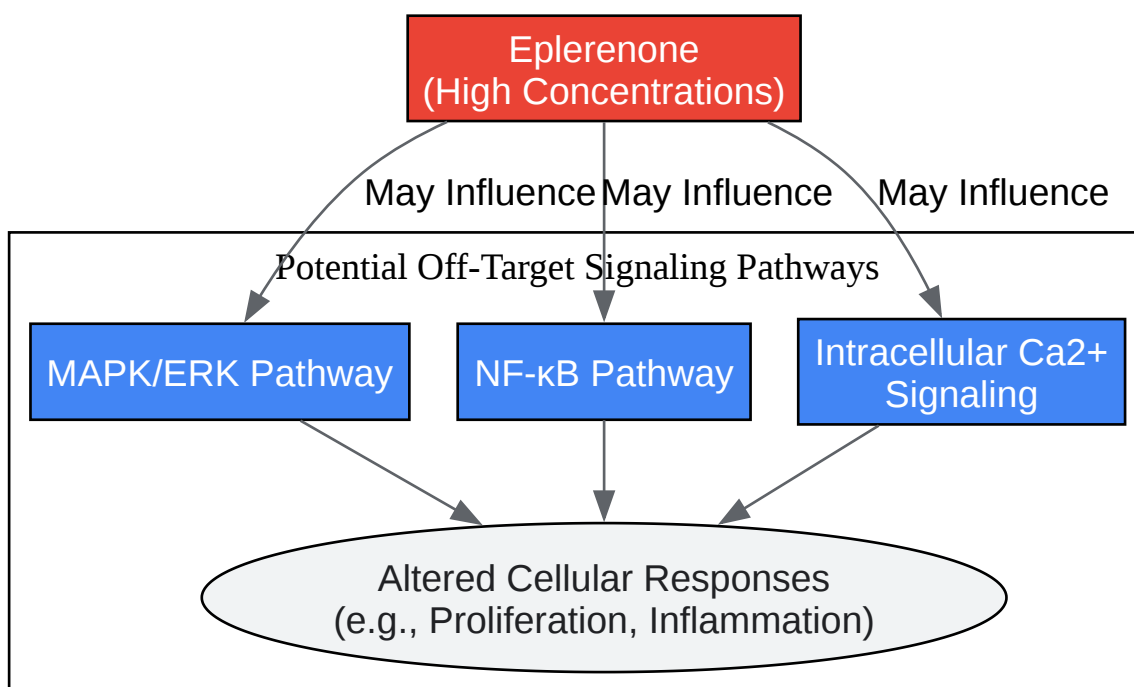 Eplerenone
(High Concentrations)
May Influence
May Influence
May Influence
Potential Off-Target Signaling Pathways
MAPK/ERK Pathway
NF-κB Pathway
Intracellular Ca2+
Signaling
Altered Cellular Responses
(e.g., Proliferation, Inflammation)